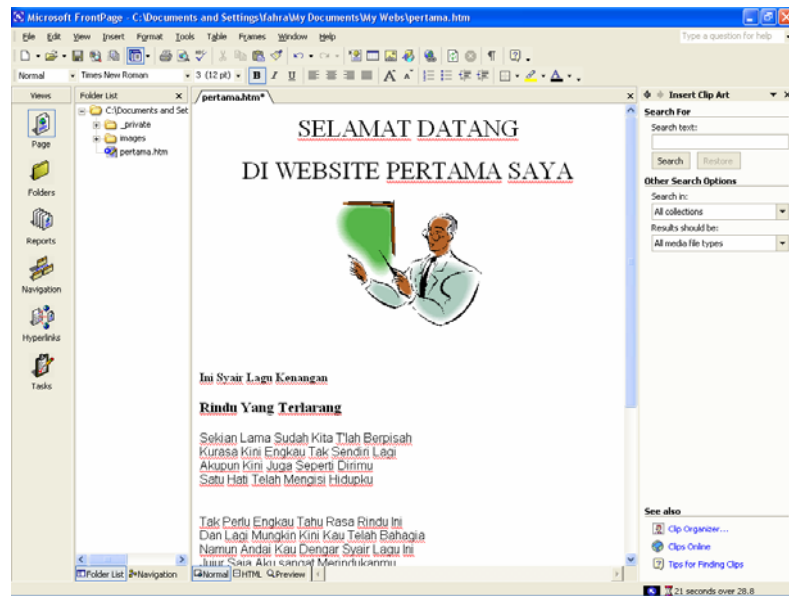 Microsoft FrontPage - C:\Documents and Settings\fahra\My Documents\My Webs\pertama.htm
File Edit View Insert Format Tools Table Frames Window Help
Type a question for help
Normal Times New Roman 3 (12 pt) B I U
Views
Page
Folders
Reports
Navigation
Hyperlinks
Tasks
Folder List
C:\Documents and Set
_private
images
pertama.htm
Folder List Navigation
pertama.htm*
SELAMAT DATANG
DI WEBSITE PERTAMA SAYA
Ini Syair Lagu Kenangan
Rindu Yang Terlarang
Sekian Lama Sudah Kita T'lah Berpisah
Kurasa Kini Engkau Tak Sendiri Lagi
Akupun Kini Juga Seperti Dirimu
Satu Hati Telah Mengisi Hidupku
Tak Perlu Engkau Tahu Rasa Rindu Ini
Dan Lagi Mungkin Kini Kau Telah Bahagia
Namun Andai Kau Dengar Syair Lagu Ini
Jujur Saja Aku sangat Merindukanmu
Normal HTML Preview
Insert Clip Art
Search For
Search text:
Search Restore
Other Search Options
Search in:
All collections
Results should be:
All media file types
See also
Clip Organizer...
Clips Online
Tips for Finding Clips
21 seconds over 28.8